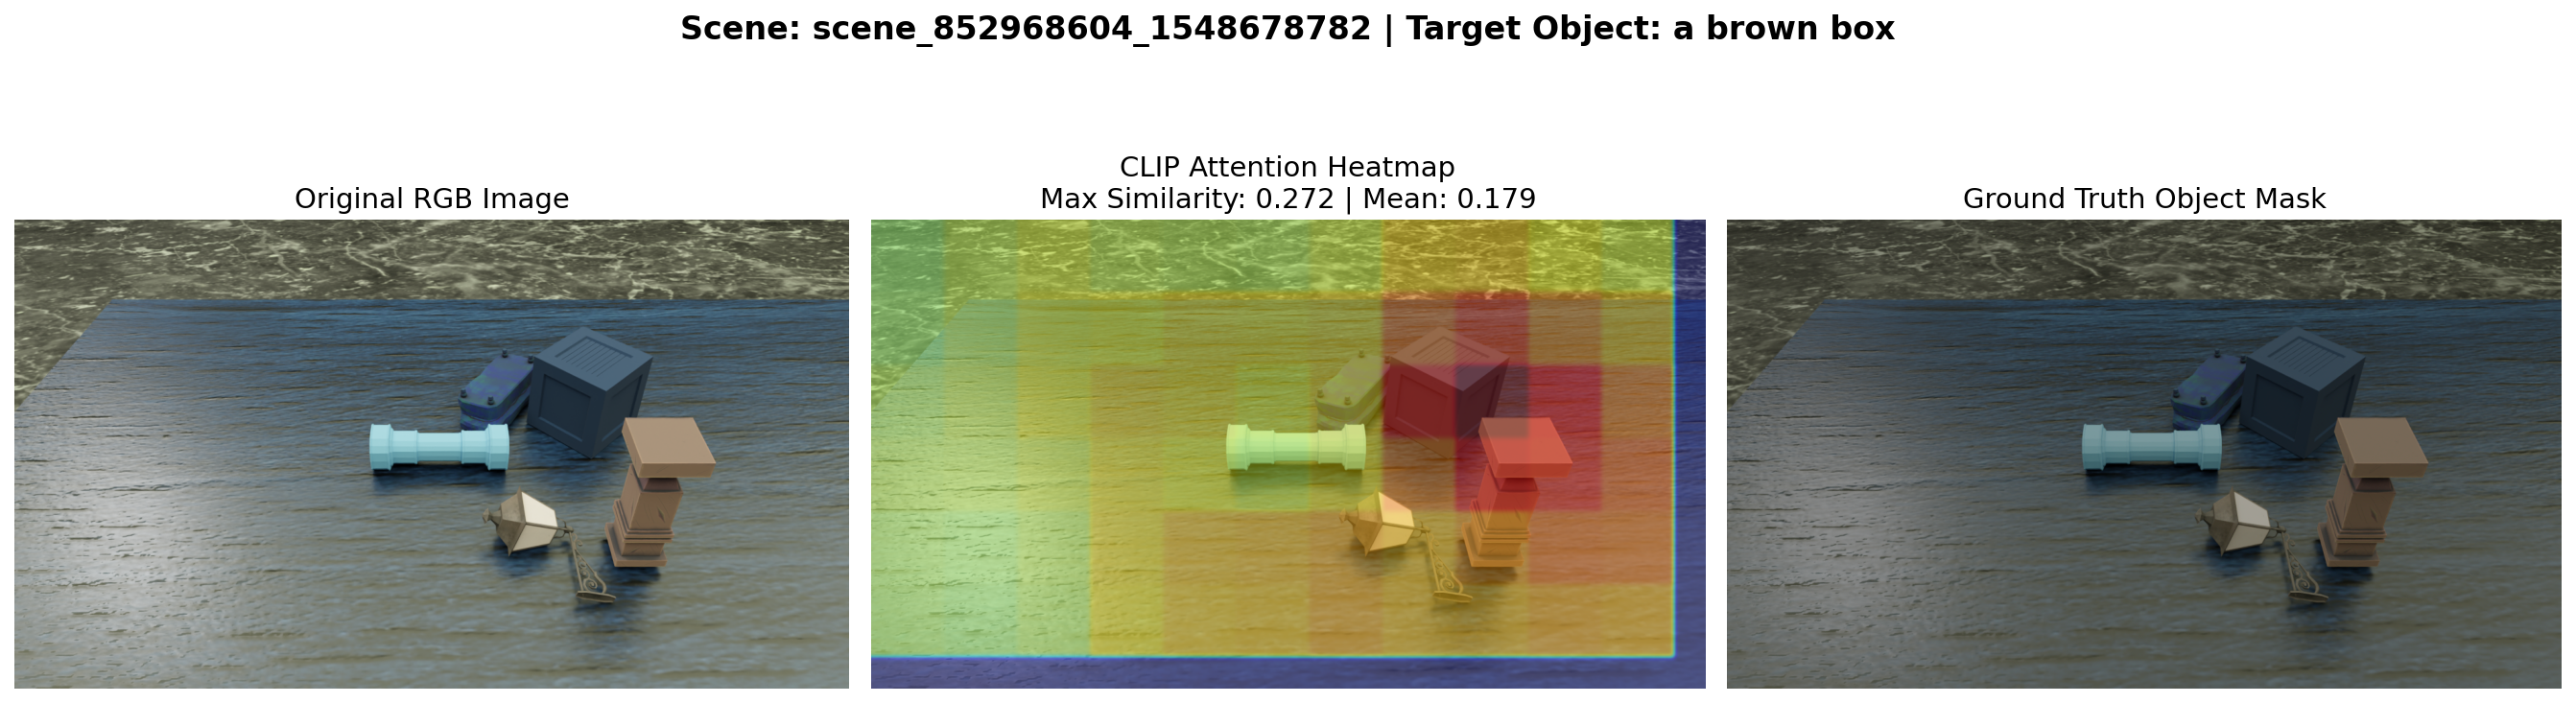 Scene: scene_852968604_1548678782 | Target Object: a brown box
Original RGB Image
CLIP Attention Heatmap
Max Similarity: 0.272 | Mean: 0.179
Ground Truth Object Mask